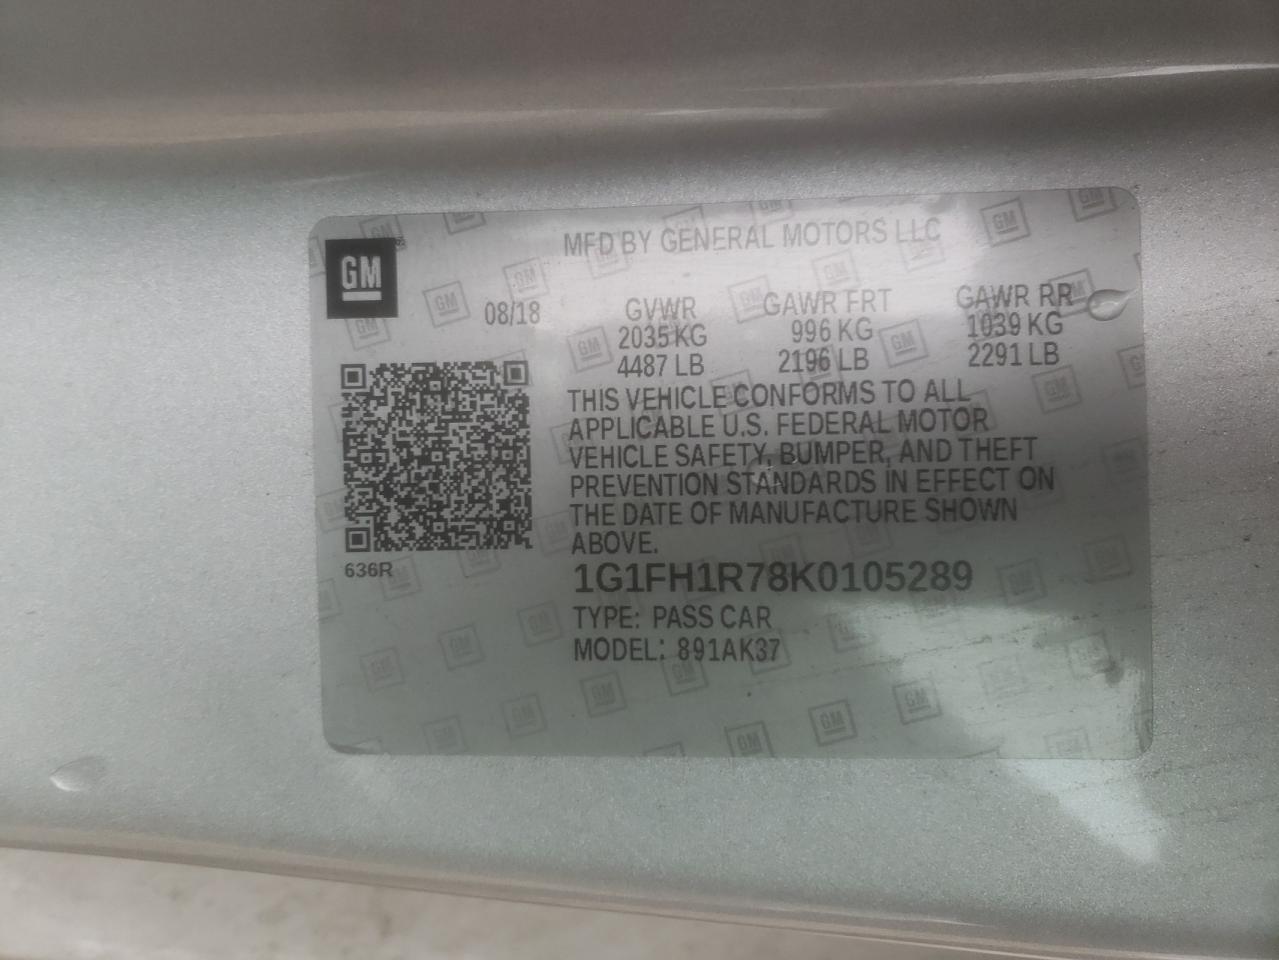 MFD BY GENERAL MOTORS LLC
GM
08/18 GVWR GAWR FRT GAWR RR
2035 KG 996 KG 1039 KG
4487 LB 2196 LB 2291 LB
THIS VEHICLE CONFORMS TO ALL
APPLICABLE U.S. FEDERAL MOTOR
VEHICLE SAFETY, BUMPER, AND THEFT
PREVENTION STANDARDS IN EFFECT ON
THE DATE OF MANUFACTURE SHOWN
ABOVE.
636R
1G1FH1R78K0105289
TYPE: PASS CAR
MODEL: 891AK37